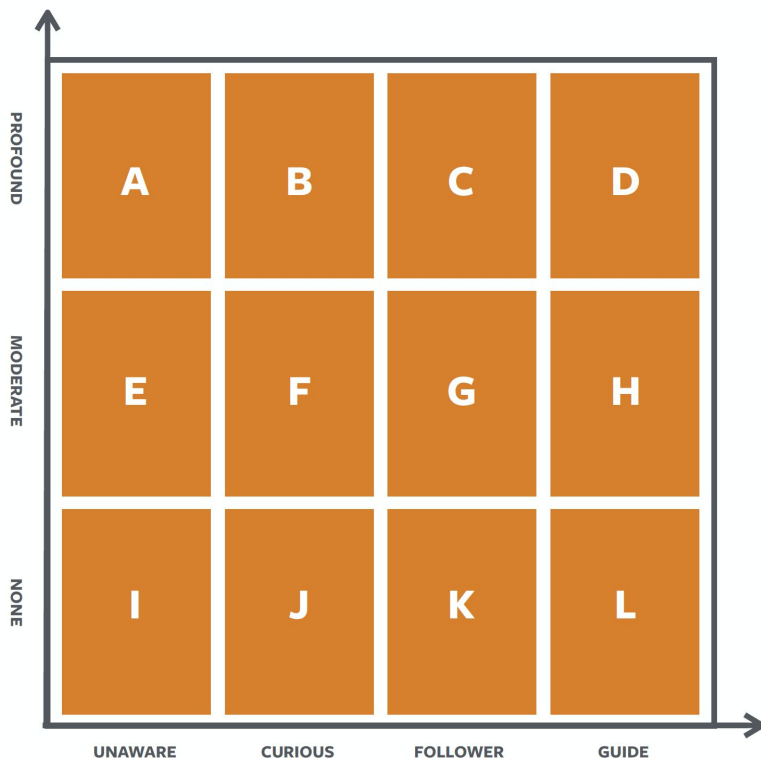 PROFOUND
A B C D
MODERATE
E F G H
NONE
I J K L
UNAWARE CURIOUS FOLLOWER GUIDE